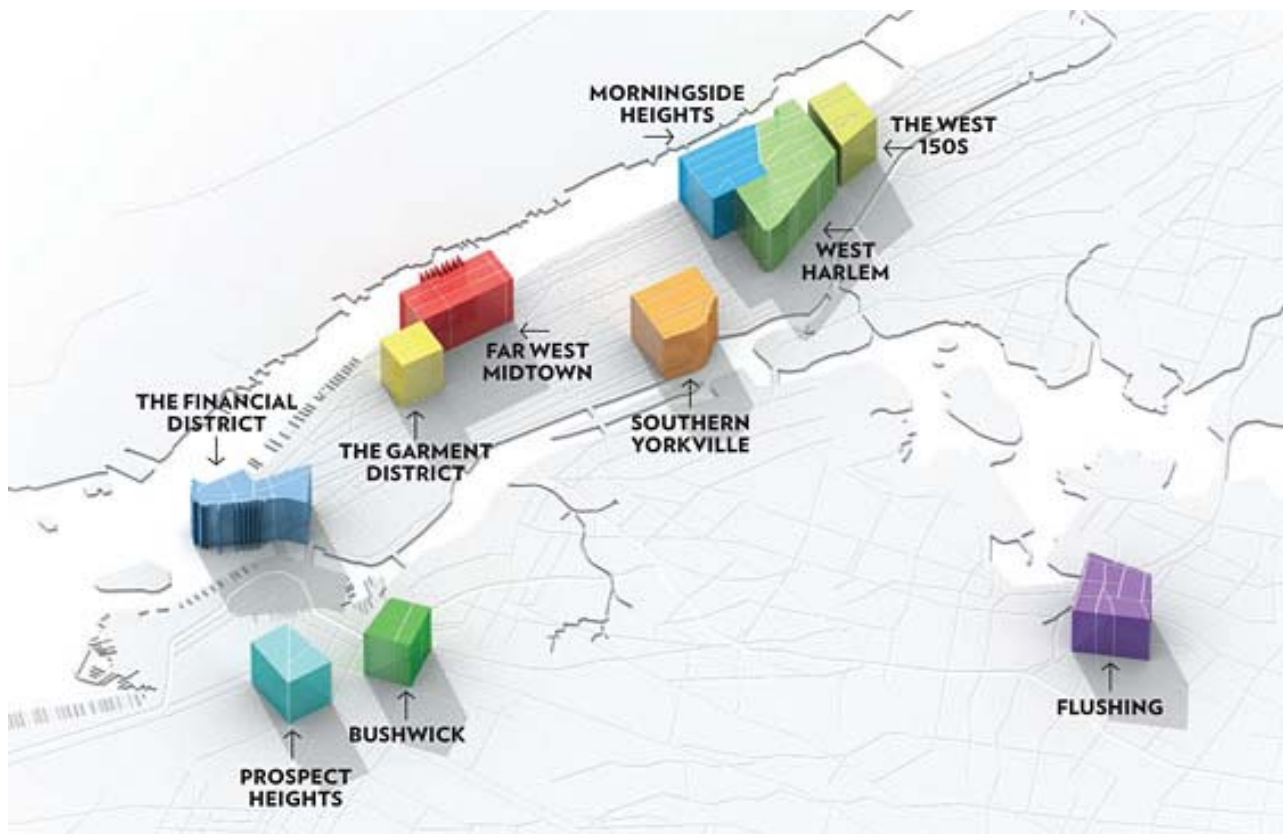 MORNINGSIDE
HEIGHTS
THE WEST
150S
WEST
HARLEM
FAR WEST
MIDTOWN
THE FINANCIAL
DISTRICT
THE GARMENT
DISTRICT
SOUTHERN
YORKVILLE
FLUSHING
BUSHWICK
PROSPECT
HEIGHTS